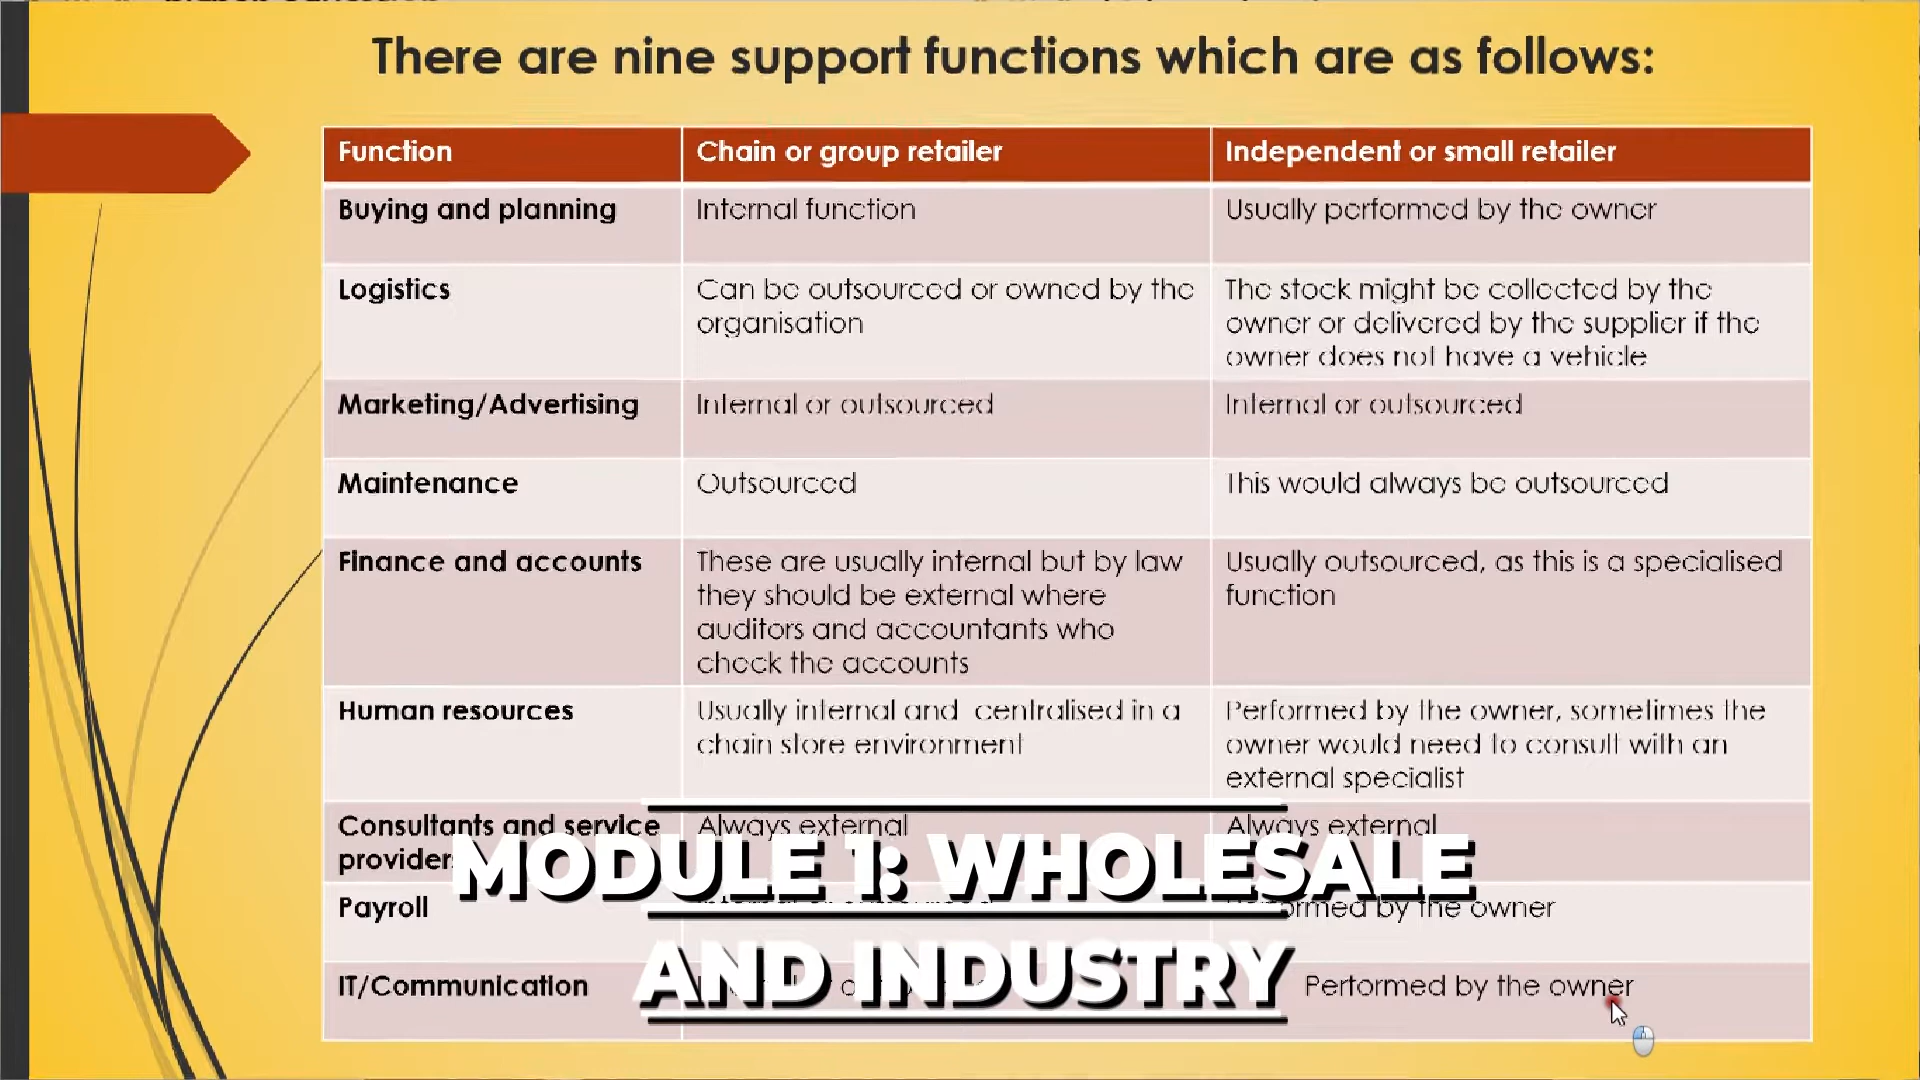 There are nine support functions which are as follows:
Function
Chain or group retailer
Independent or small retailer
Buying and planning
Internal function
Usually performed by the owner
Logistics
Can be outsourced or owned by the
organisation
The stock might be collected by the
owner or delivered by the supplier if the
owner does not have a vehicle
Marketing/Advertising
Internal or outsourced
Internal or outsourced
Maintenance
Outsourced
This would always be outsourced
Finance and accounts
These are usually internal but by law
they should be external where
auditors and accountants who
check the accounts
Usually outsourced, as this is a specialised
function
Human resources
Usually internal and centralised in a
chain store environment
Performed by the owner, sometimes the
owner would need to consult with an
external specialist
Consultants and service
Always external
Always external
Payroll
by the owner
IT/Communication
Performed by the owner
MODULE 1: WHOLESALE
AND INDUSTRY